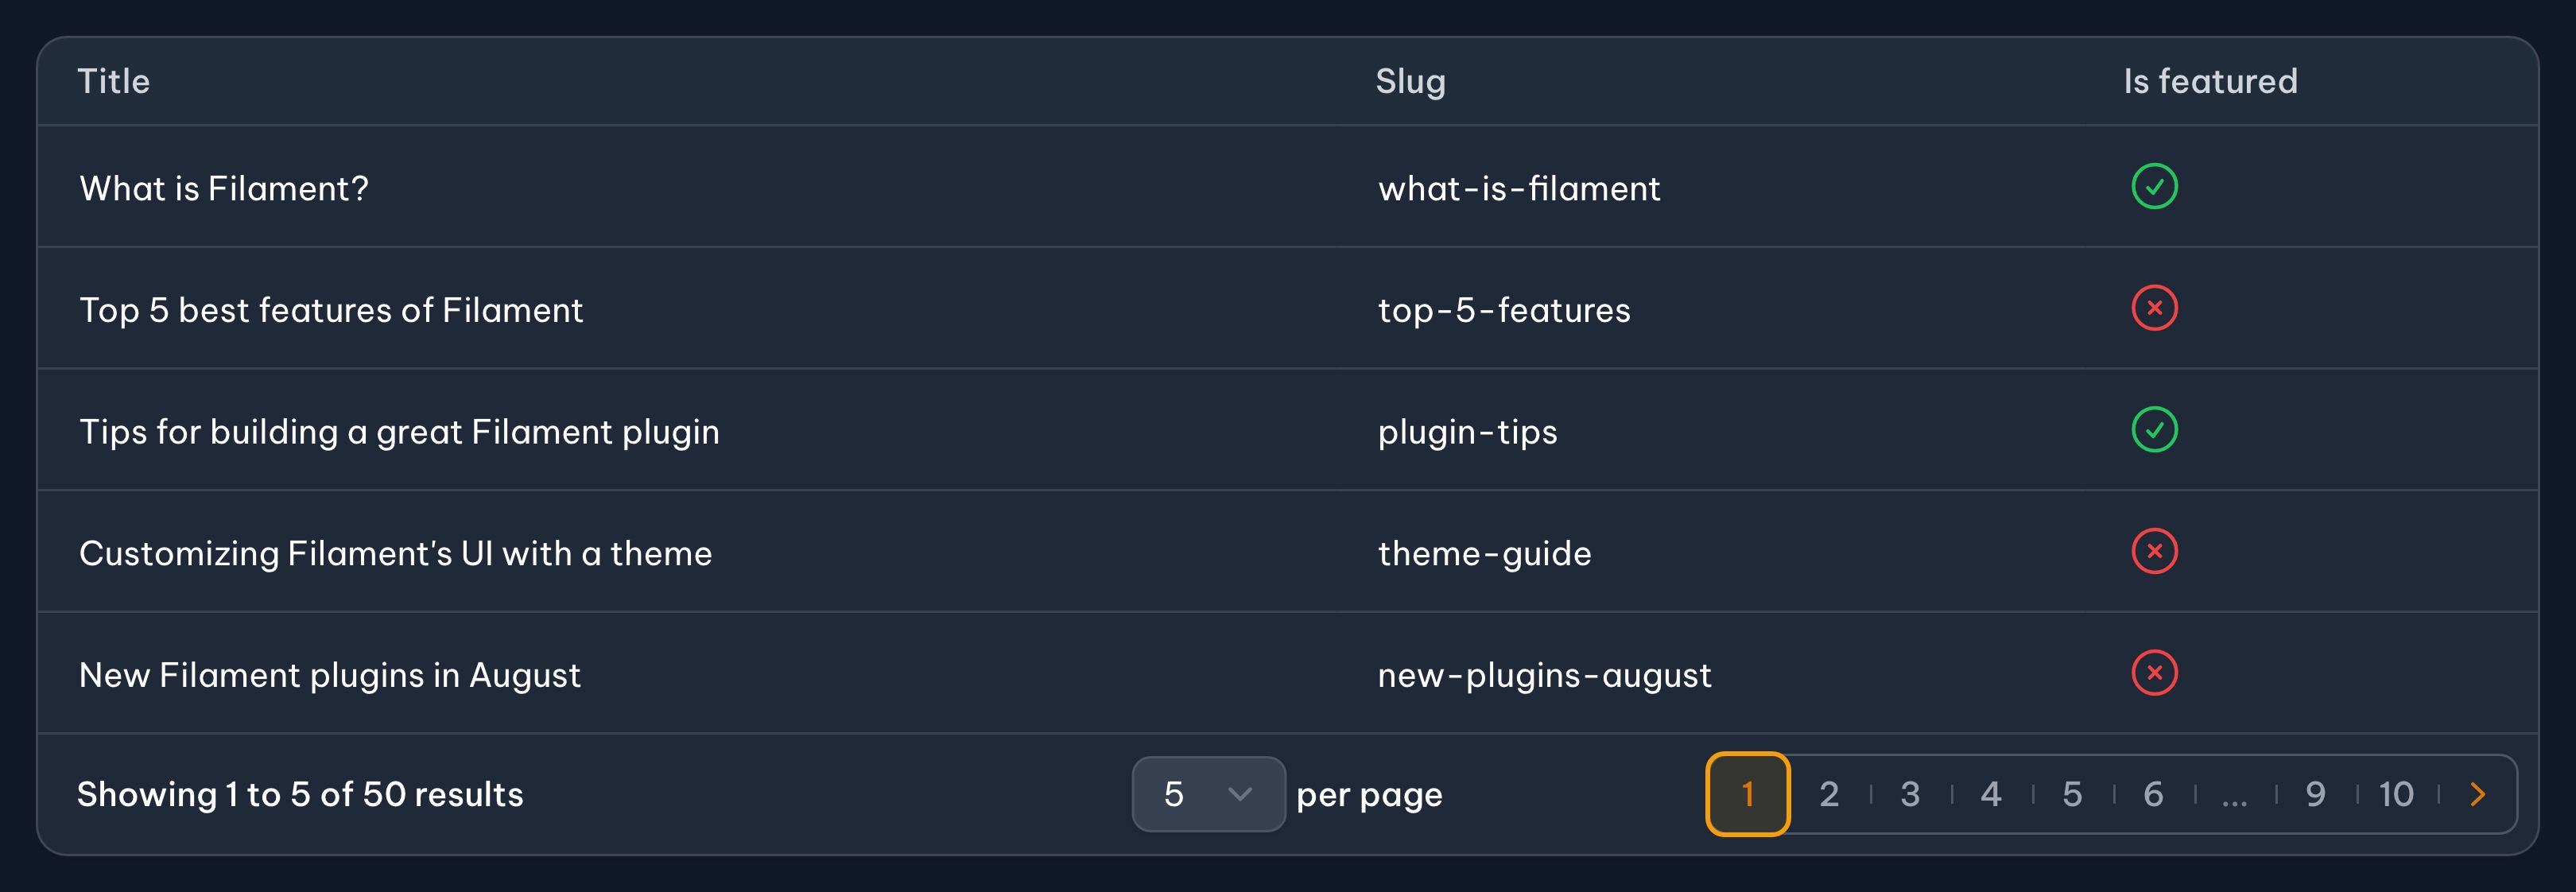 Title Slug Is featured
What is Filament? what-is-filament
Top 5 best features of Filament top-5-features
Tips for building a great Filament plugin plugin-tips
Customizing Filament's UI with a theme theme-guide
New Filament plugins in August new-plugins-august
Showing 1 to 5 of 50 results 5 per page 1 2 3 4 5 6 ... 9 10